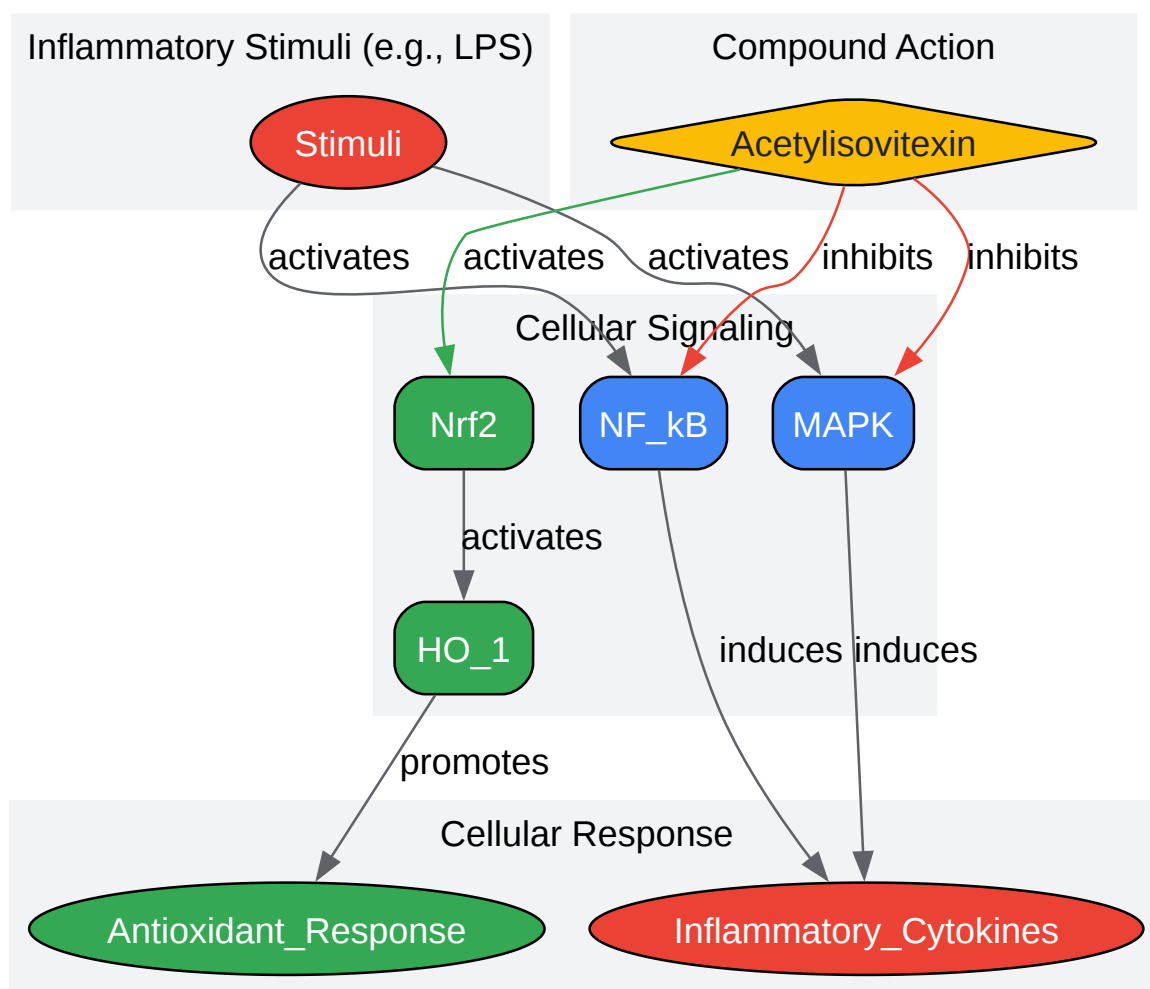 Inflammatory Stimuli (e.g., LPS)
Compound Action
Stimuli
Acetylisovitexin
activates
activates
activates
inhibits
inhibits
Cellular Signaling
Nrf2
NF_kB
MAPK
activates
HO_1
induces
induces
promotes
Cellular Response
Antioxidant_Response
Inflammatory_Cytokines